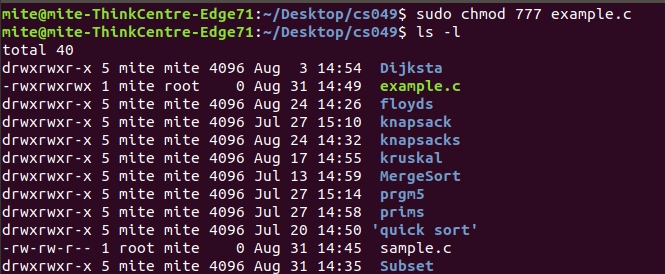 mite@mite-ThinkCentre-Edge71:~/Desktop/cs049$ sudo chmod 777 example.c
mite@mite-ThinkCentre-Edge71:~/Desktop/cs049$ ls -l
total 40
drwxrwxr-x 5 mite mite 4096 Aug  3 14:54  Dijksta
-rwxrwxrwx 1 mite root    0 Aug 31 14:49  example.c
drwxrwxr-x 5 mite mite 4096 Aug 24 14:26  floyds
drwxrwxr-x 5 mite mite 4096 Jul 27 15:10  knapsack
drwxrwxr-x 5 mite mite 4096 Aug 24 14:32  knapsacks
drwxrwxr-x 5 mite mite 4096 Aug 17 14:55  kruskal
drwxrwxr-x 5 mite mite 4096 Jul 13 14:59  MergeSort
drwxrwxr-x 5 mite mite 4096 Jul 27 15:14  prgm5
drwxrwxr-x 5 mite mite 4096 Jul 27 14:58  prims
drwxrwxr-x 5 mite mite 4096 Jul 20 14:50 'quick sort'
-rw-rw-r-- 1 root mite    0 Aug 31 14:45  sample.c
drwxrwxr-x 5 mite mite 4096 Aug 31 14:35  Subset